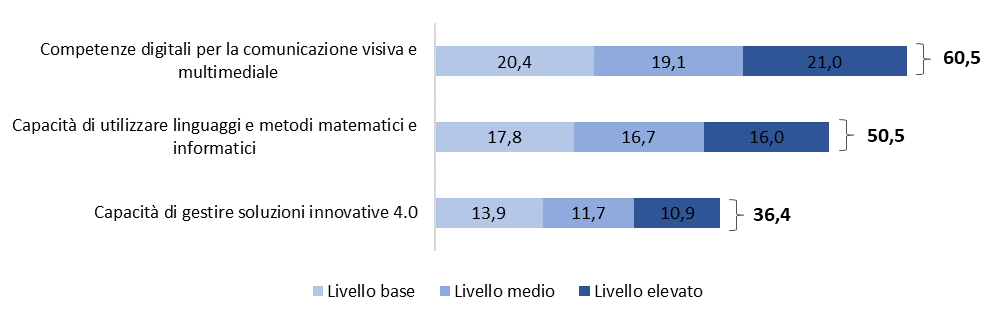 Competenze digitali per la comunicazione visiva e
multimediale
20,4 19,1 21,0 60,5
Capacità di utilizzare linguaggi e metodi matematici e
informatici
17,8 16,7 16,0 50,5
Capacità di gestire soluzioni innovative 4.0
13,9 11,7 10,9 36,4
Livello base Livello medio Livello elevato